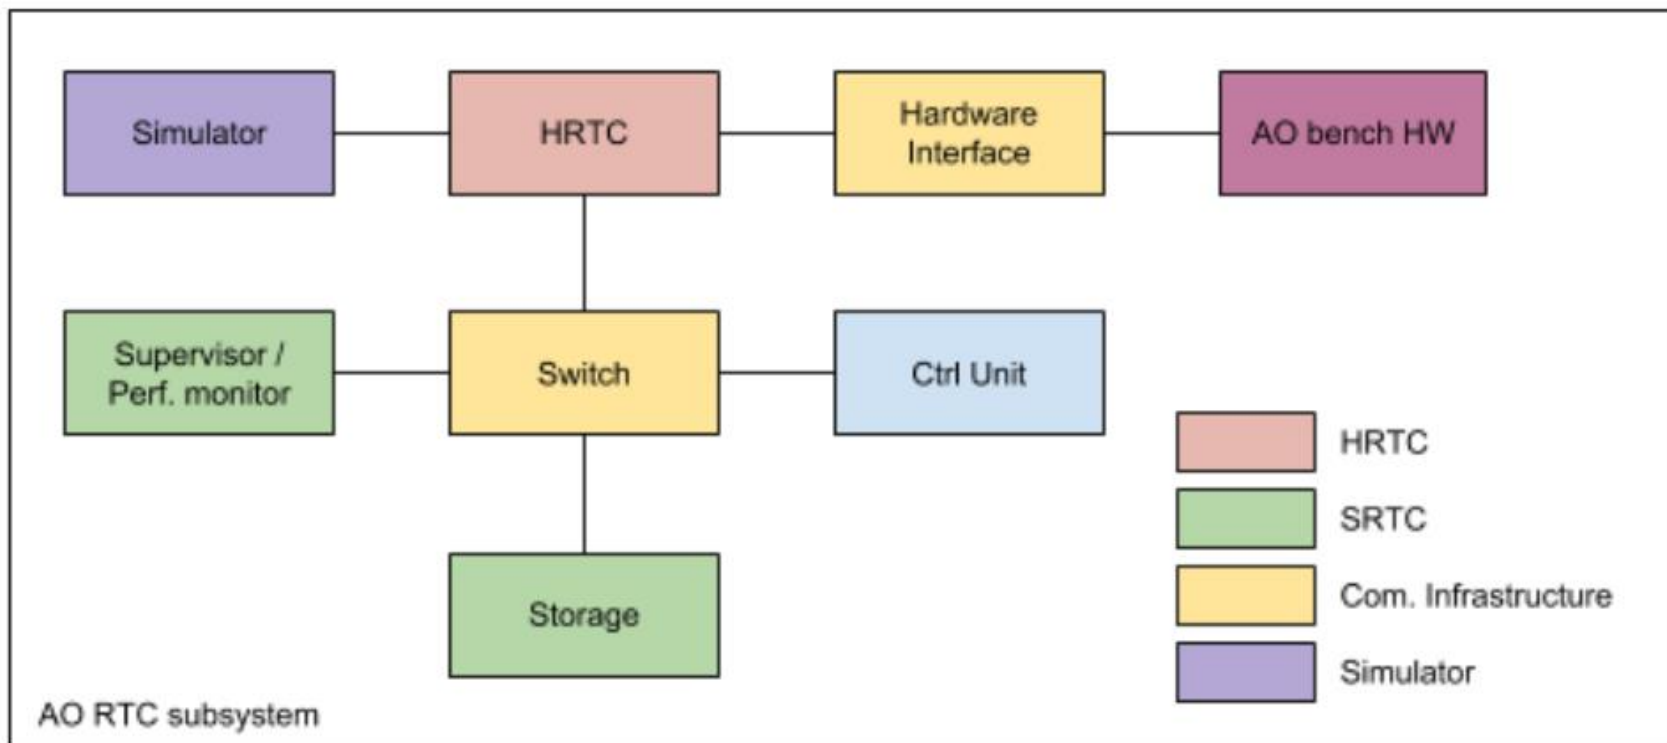 Simulator
HRTC
Hardware
Interface
AO bench HW
Supervisor /
Perf. monitor
Switch
Ctrl Unit
Storage
HRTC
SRTC
Com. Infrastructure
Simulator
AO RTC subsystem